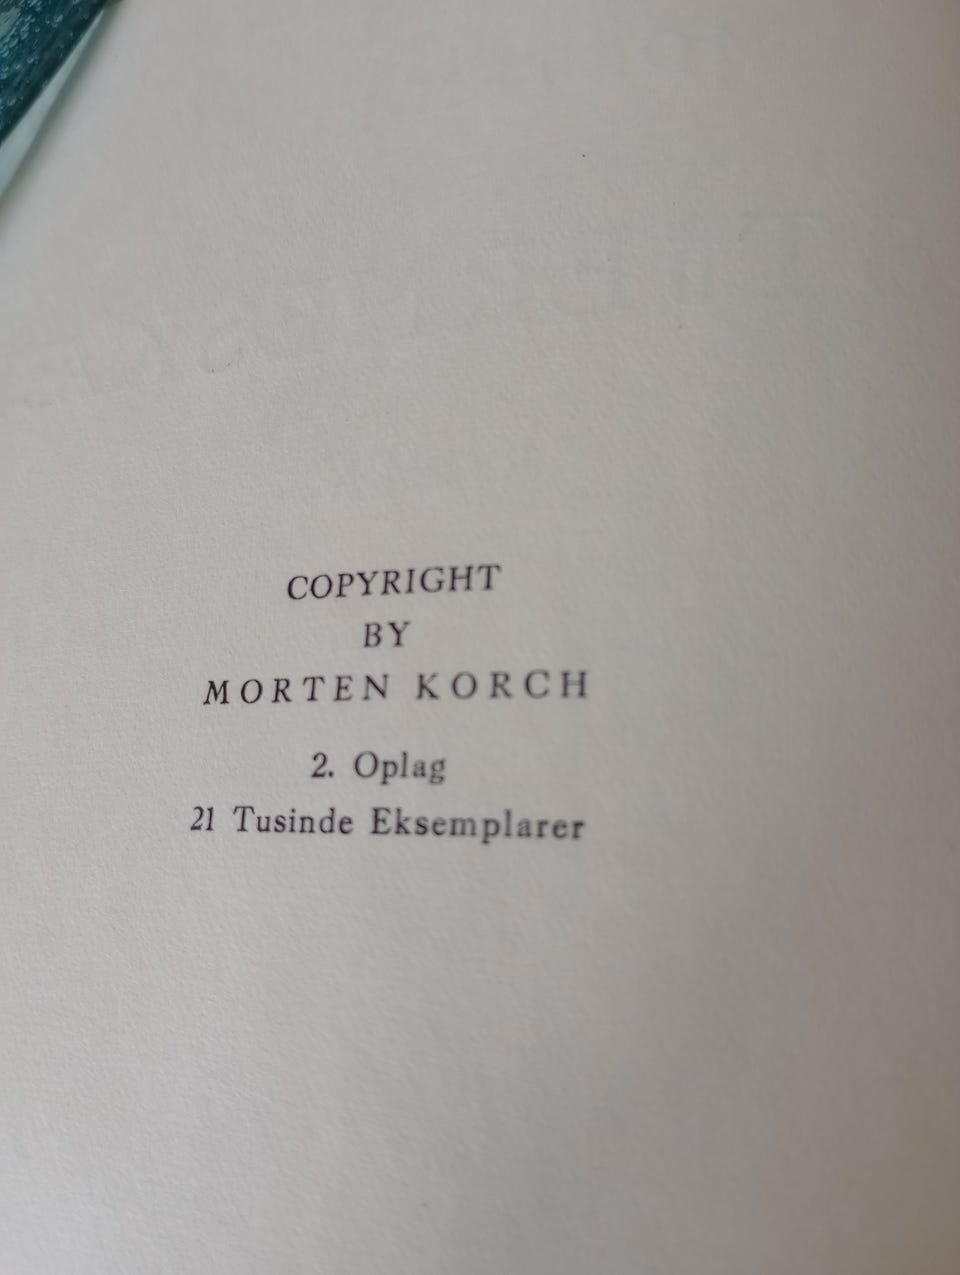 COPYRIGHT
BY
MORTEN KORCH
2. Oplag
21 Tusinde Eksemplarer